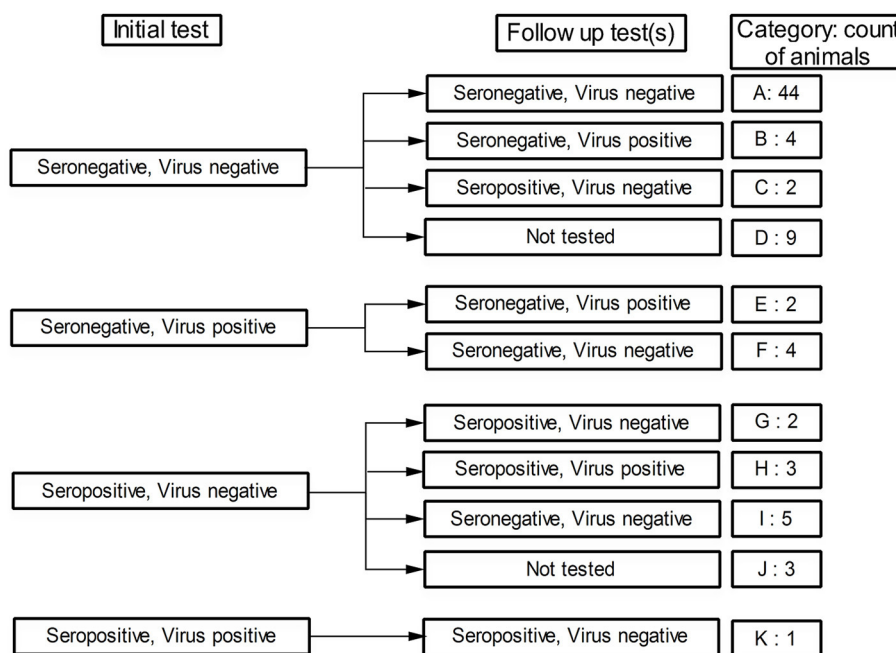 Initial test
Follow up test(s)
Category: count
of animals
Seronegative, Virus negative
Seronegative, Virus negative
A: 44
Seronegative, Virus positive
B : 4
Seropositive, Virus negative
C : 2
Not tested
D : 9
Seronegative, Virus positive
Seronegative, Virus positive
E : 2
Seronegative, Virus negative
F : 4
Seropositive, Virus negative
Seropositive, Virus negative
G : 2
Seropositive, Virus positive
H : 3
Seronegative, Virus negative
I : 5
Not tested
J : 3
Seropositive, Virus positive
Seropositive, Virus negative
K : 1